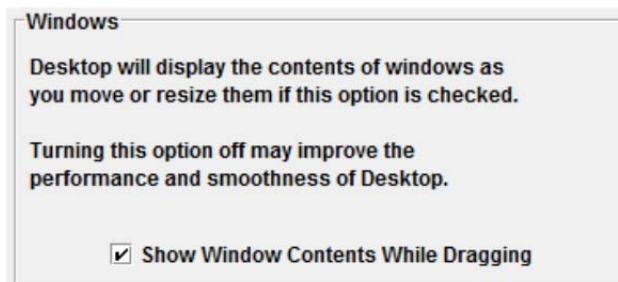 Windows
Desktop will display the contents of windows as
you move or resize them if this option is checked.
Turning this option off may improve the
performance and smoothness of Desktop.
Show Window Contents While Dragging